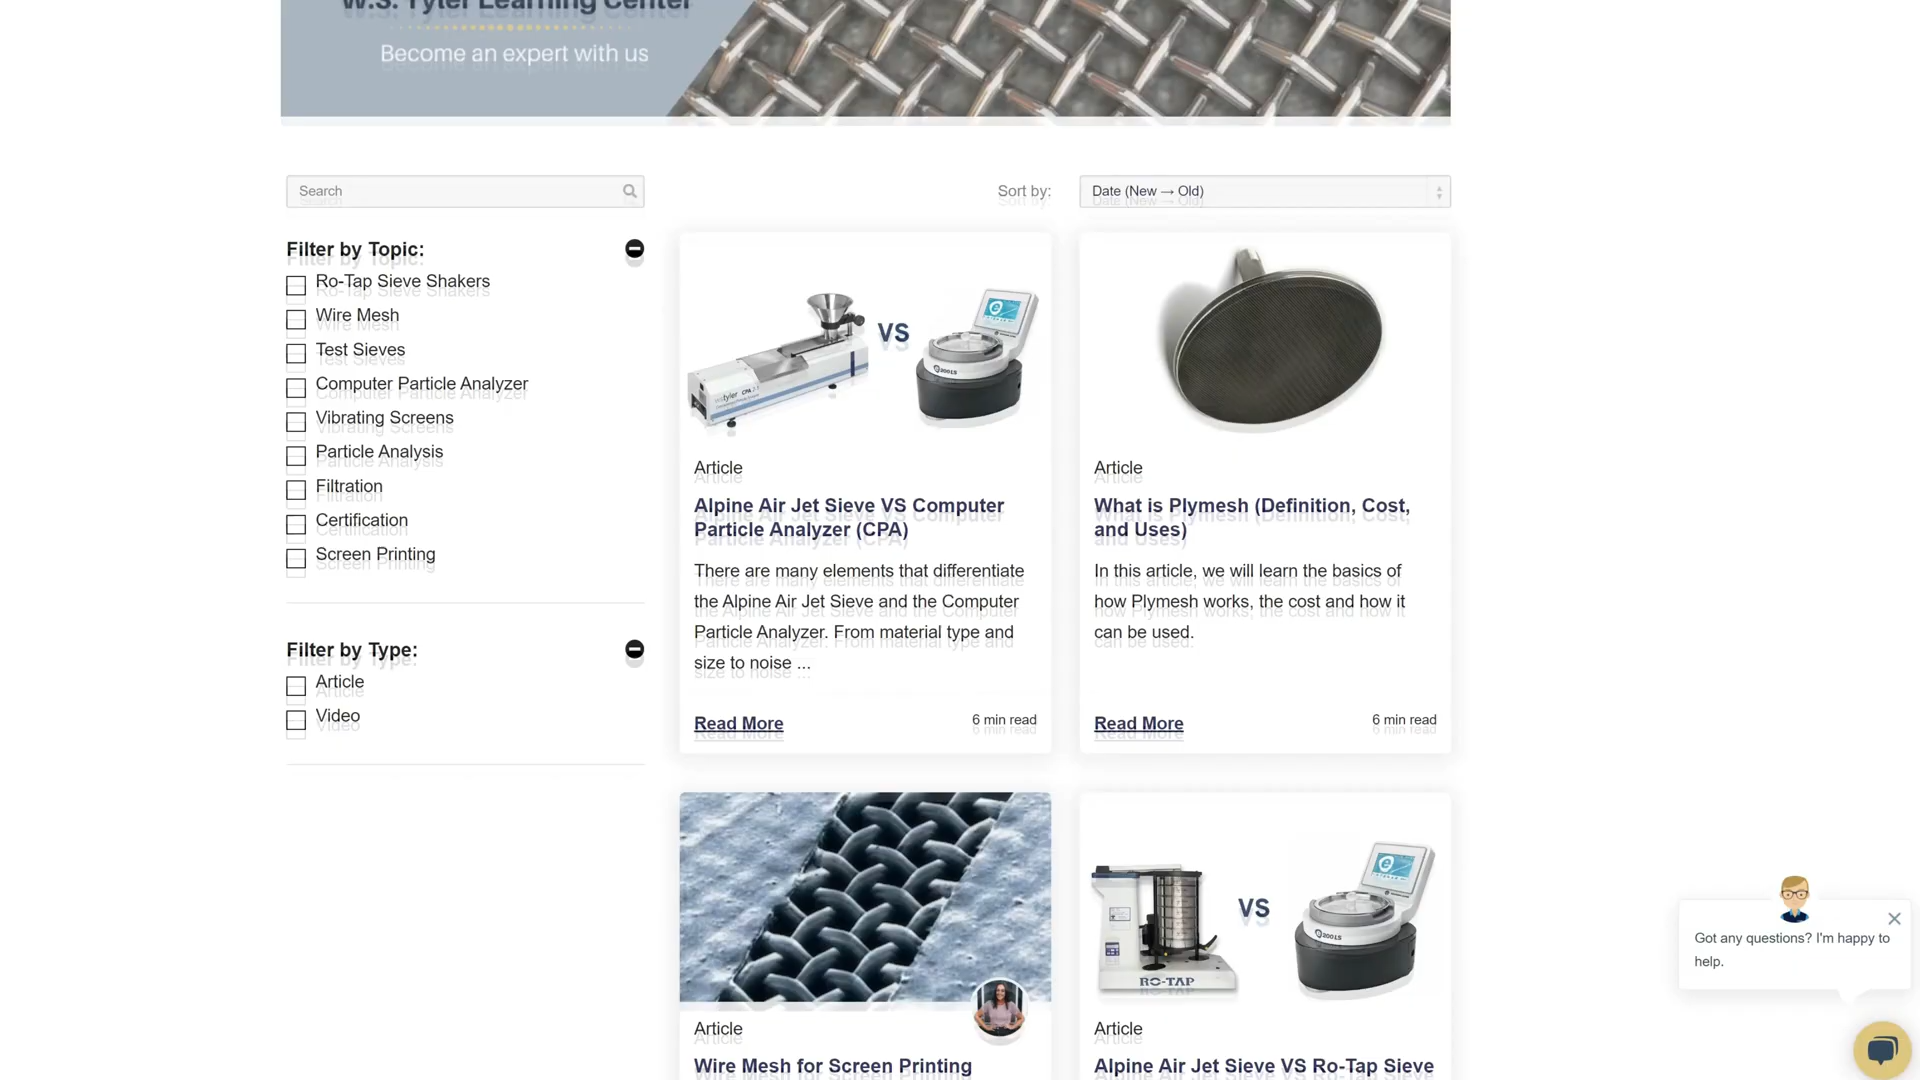 W.S. Tyler Learning Center
Become an expert with us
Search
Sort by:
Date (New → Old)
Filter by Topic:
Ro-Tap Sieve Shakers
Wire Mesh
Test Sieves
Computer Particle Analyzer
Vibrating Screens
Particle Analysis
Filtration
Certification
Screen Printing
Filter by Type:
Article
Video
VS
Article
Alpine Air Jet Sieve VS Computer
Particle Analyzer (CPA)
There are many elements that differentiate
the Alpine Air Jet Sieve and the Computer
Particle Analyzer. From material type and
size to noise ...
Read More
6 min read
Article
What is Plymesh (Definition, Cost,
and Uses)
In this article, we will learn the basics of
how Plymesh works, the cost and how it
can be used.
Read More
6 min read
Article
Wire Mesh for Screen Printing
RO-TAP
VS
Article
Alpine Air Jet Sieve VS Ro-Tap Sieve
Got any questions? I'm happy to
help.